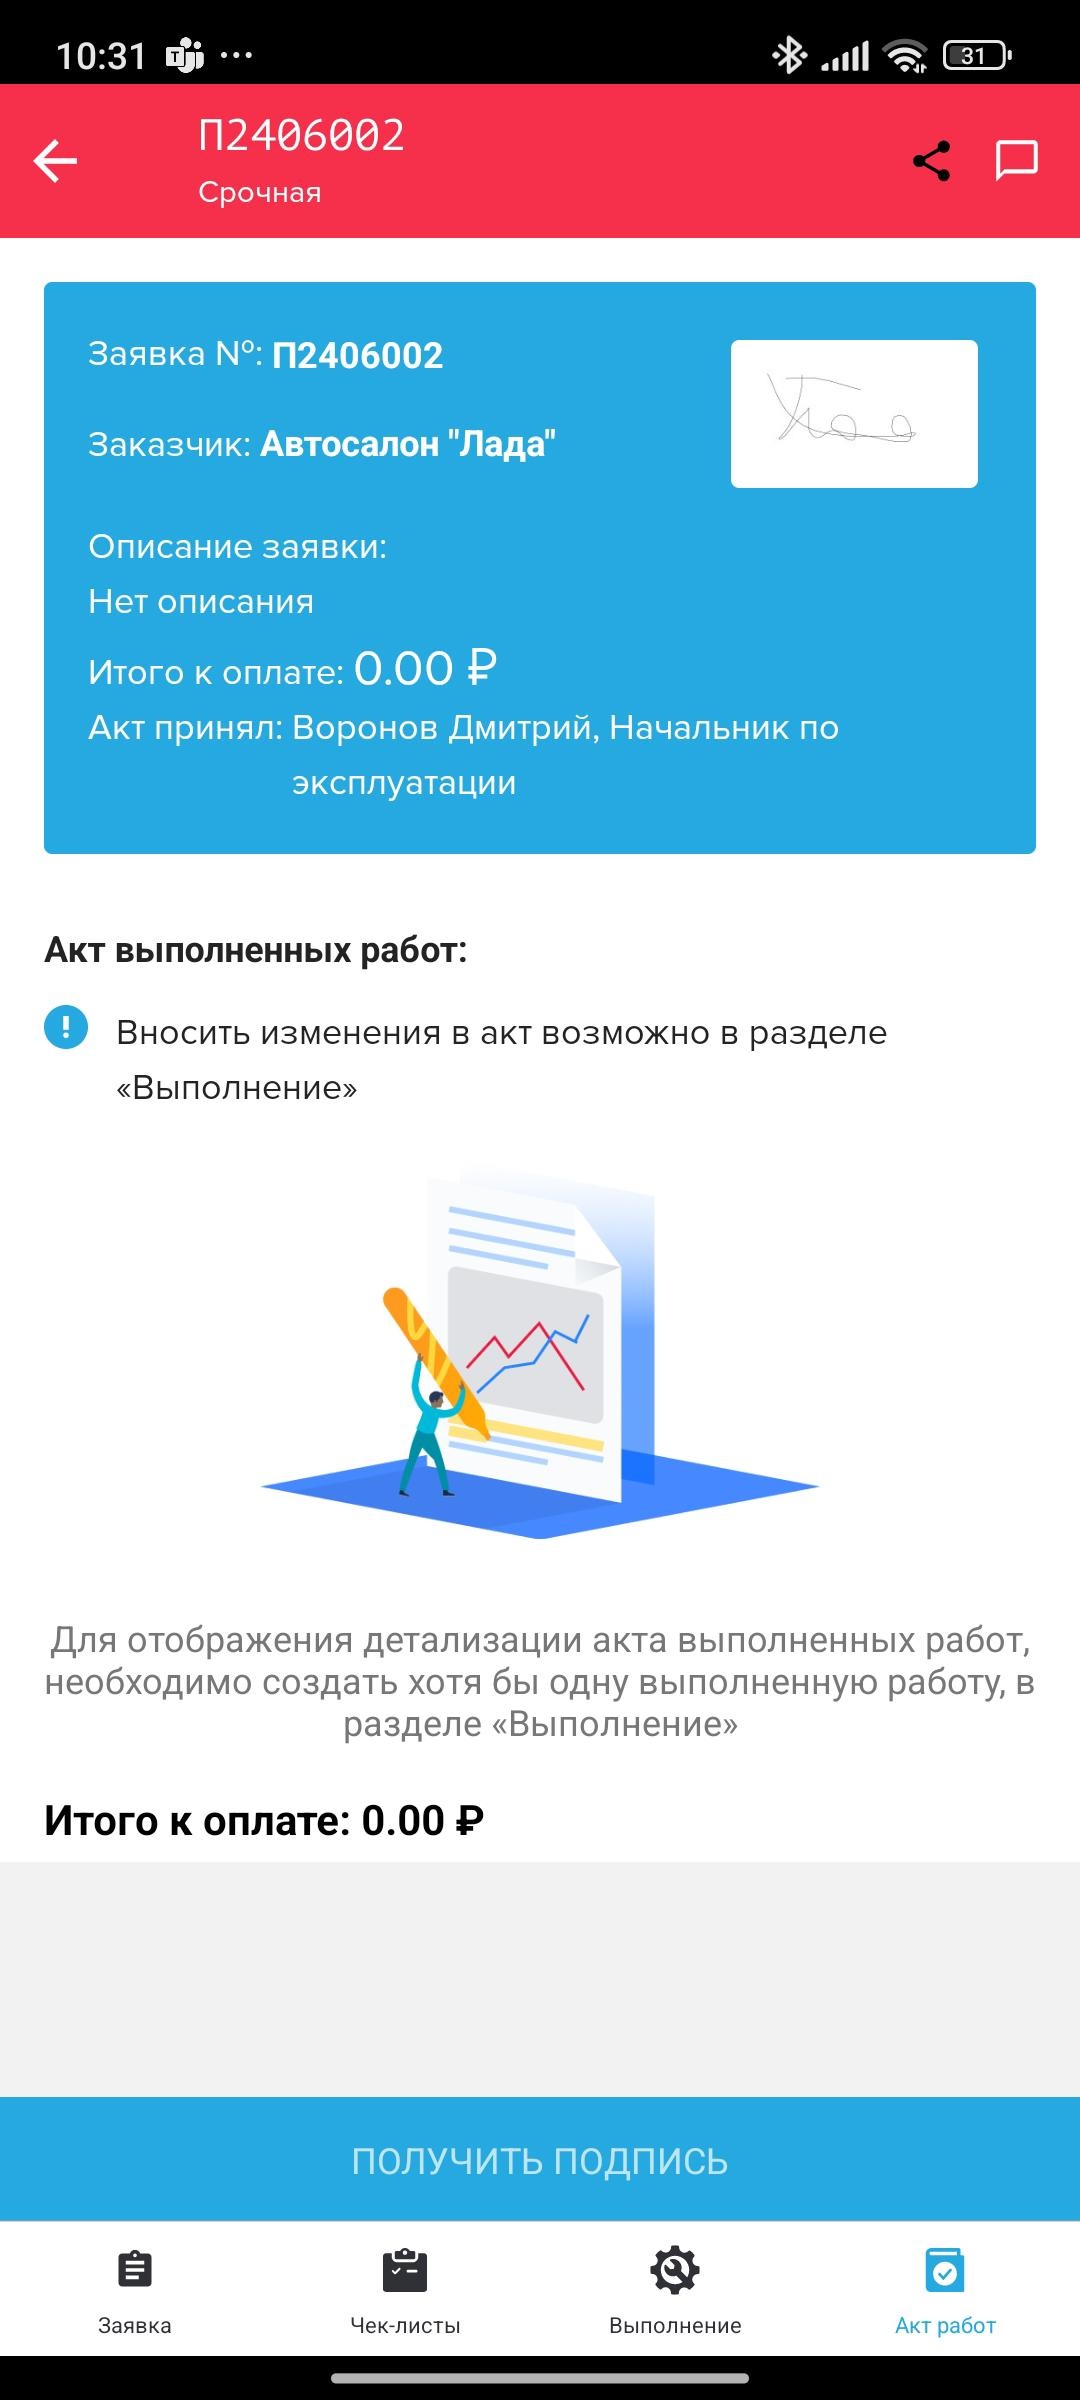 10:31
31
П2406002
Срочная
Заявка №: П2406002
Заказчик: Автосалон "Лада"
Описание заявки:
Нет описания
Итого к оплате: 0.00 ₽
Акт принял: Воронов Дмитрий, Начальник по
эксплуатации
Акт выполненных работ:
Вносить изменения в акт возможно в разделе
«Выполнение»
Для отображения детализации акта выполненных работ,
необходимо создать хотя бы одну выполненную работу, в
разделе «Выполнение»
Итого к оплате: 0.00 ₽
ПОЛУЧИТЬ ПОДПИСЬ
Заявка
Чек-листы
Выполнение
Акт работ